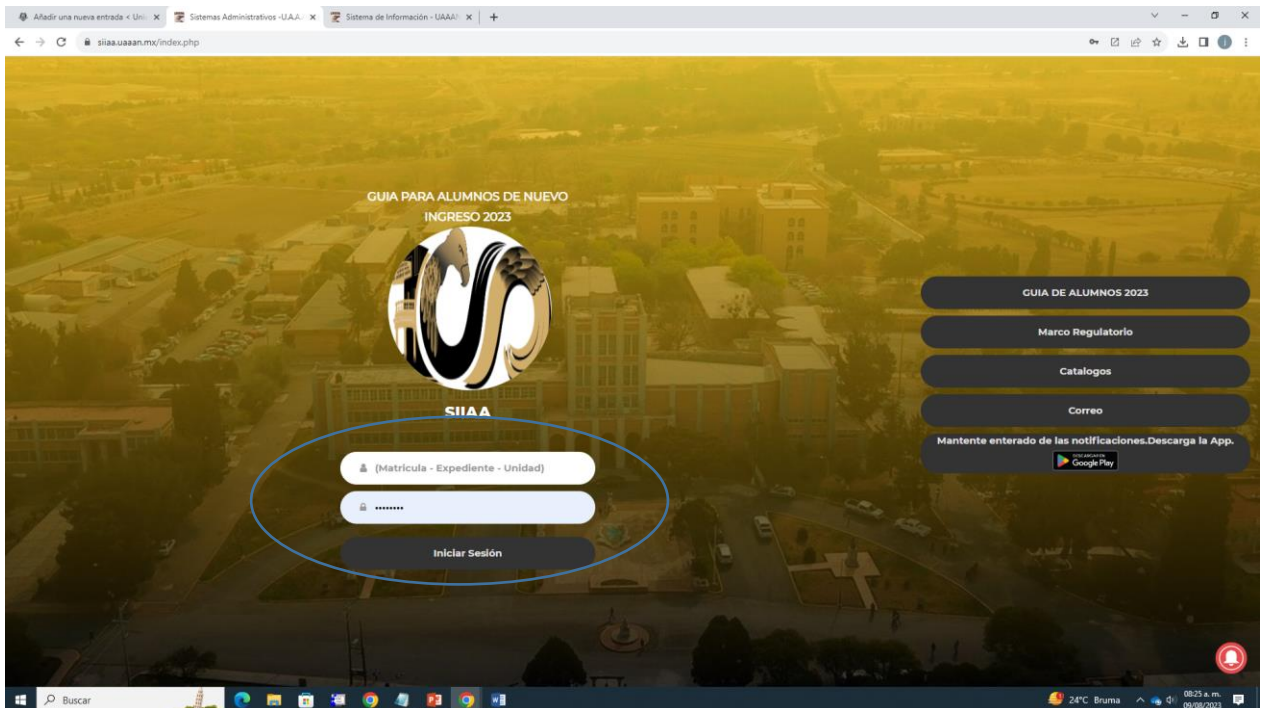 Añadir una nueva entrada < Uni
Sistemas Administrativos -U.A.A.
Sistema de Información - UAAA
siiaa.uaaan.mx/index.php
GUIA PARA ALUMNOS DE NUEVO
INGRESO 2023
SIIAA
(Matricula - Expediente - Unidad)
••••••••
Iniciar Sesión
GUIA DE ALUMNOS 2023
Marco Regulatorio
Catalogos
Correo
Mantente enterado de las notificaciones.Descarga la App.
Google Play
Buscar
24°C Bruma
08:25 a. m.
09/08/2023